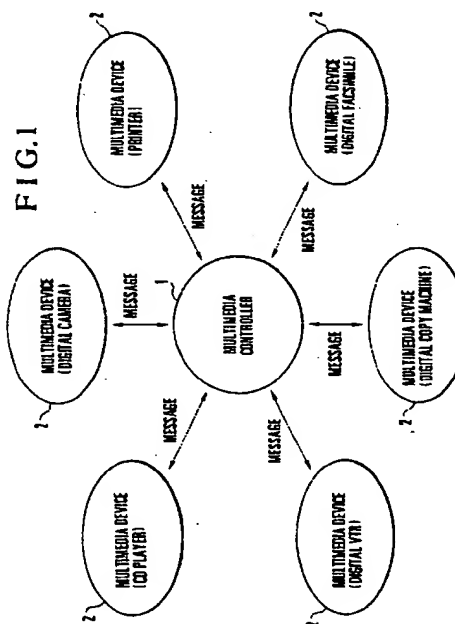 FIG.1
2
MULTIMEDIA DEVICE
(CD PLAYER)
2
MULTIMEDIA DEVICE
(DIGITAL CAMERA)
2
MULTIMEDIA DEVICE
(PRINTER)
MESSAGE
MESSAGE
MESSAGE
1
MULTIMEDIA
CONTROLLER
MESSAGE
MESSAGE
MESSAGE
MULTIMEDIA DEVICE
(DIGITAL VTR)
2
MULTIMEDIA DEVICE
(DIGITAL COPY MACHINE)
2
MULTIMEDIA DEVICE
(DIGITAL FACSIMILE)
2